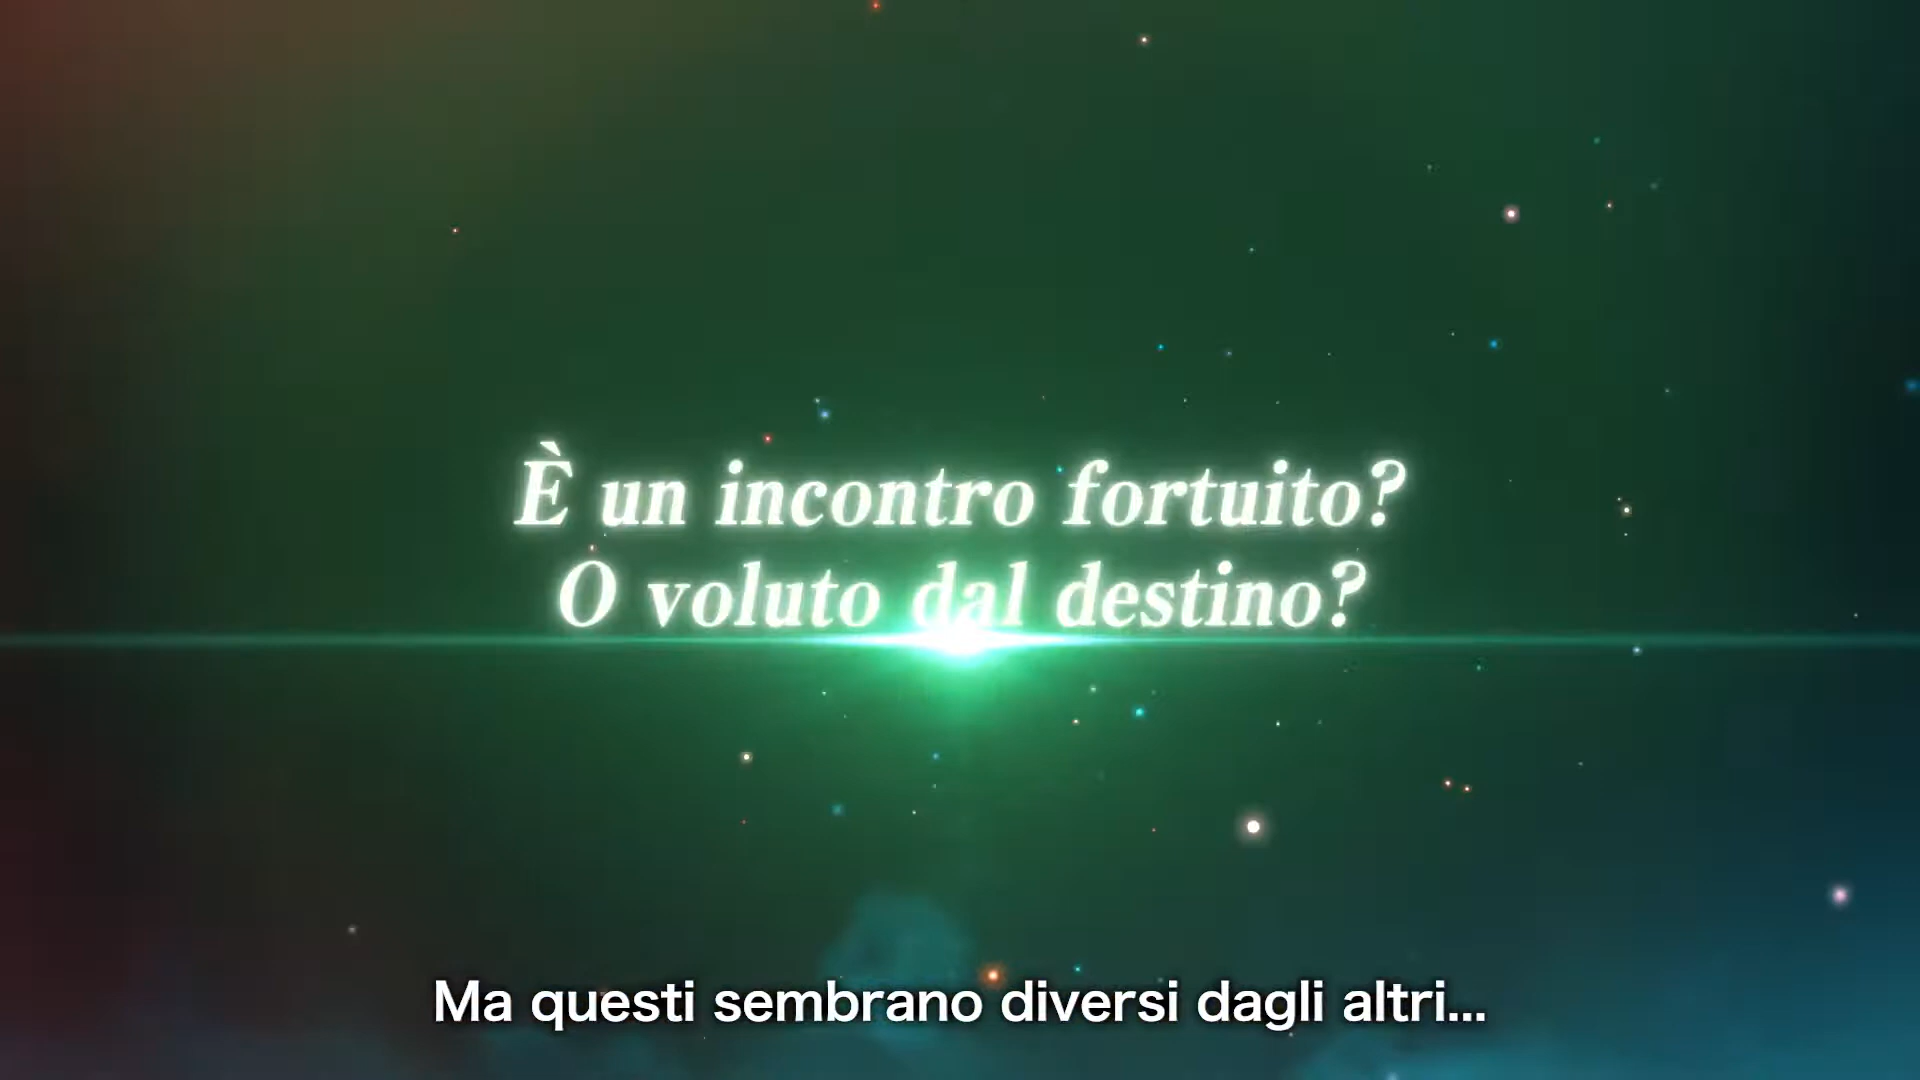 È un incontro fortuito?
O voluto dal destino?
Ma questi sembrano diversi dagli altri...